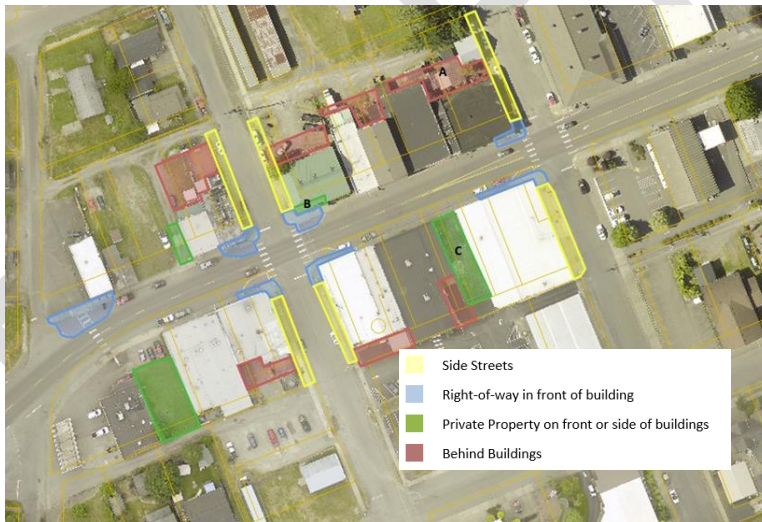 A
B
C
Side Streets
Right-of-way in front of building
Private Property on front or side of buildings
Behind Buildings